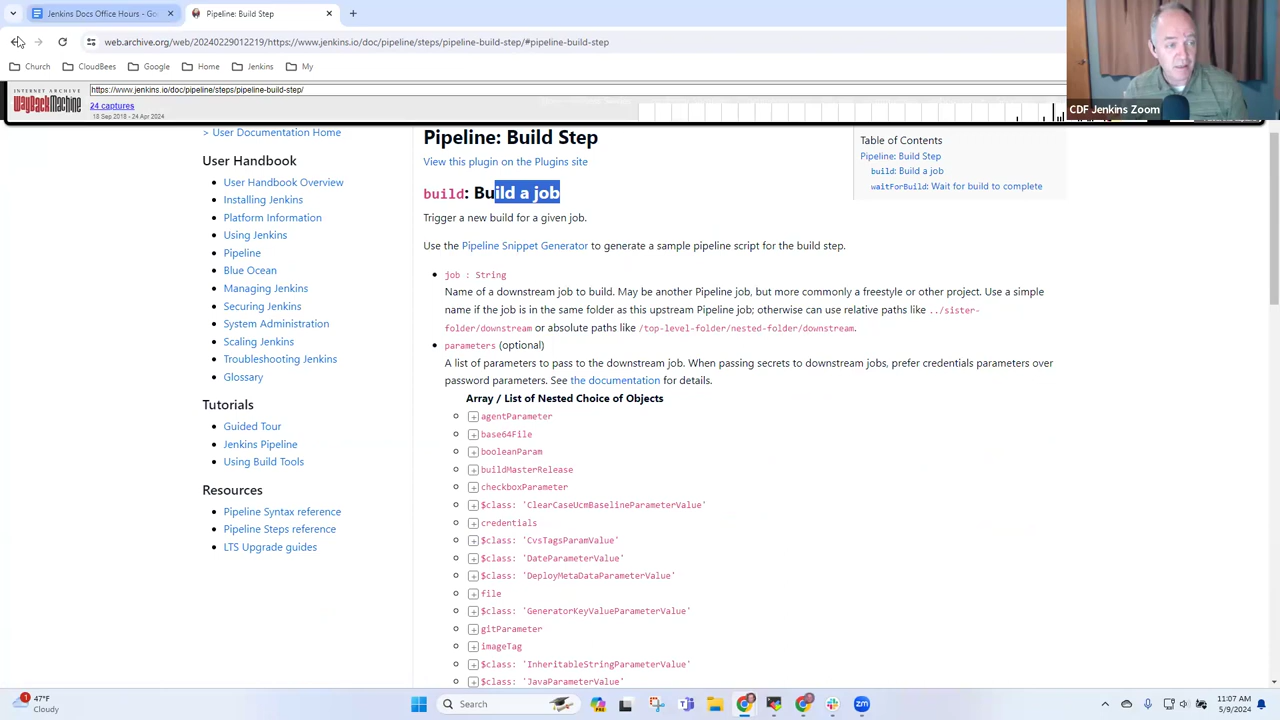 Jenkins Docs Office Hours - Goo
Pipeline: Build Step
web.archive.org/web/20240229012219/https://www.jenkins.io/doc/pipeline/steps/pipeline-build-step/#pipeline-build-step
Church
CloudBees
Google
Home
Jenkins
My
INTERNET ARCHIVE
WayBackMachine
https://www.jenkins.io/doc/pipeline/steps/pipeline-build-step/
24 captures
18 Sep 2018 - 24 Apr 2024
CDF Jenkins Zoom
> User Documentation Home
User Handbook
• User Handbook Overview
• Installing Jenkins
• Platform Information
• Using Jenkins
• Pipeline
• Blue Ocean
• Managing Jenkins
• Securing Jenkins
• System Administration
• Scaling Jenkins
• Troubleshooting Jenkins
• Glossary
Tutorials
• Guided Tour
• Jenkins Pipeline
• Using Build Tools
Resources
• Pipeline Syntax reference
• Pipeline Steps reference
• LTS Upgrade guides
Pipeline: Build Step
View this plugin on the Plugins site
build: Build a job
Trigger a new build for a given job.
Use the Pipeline Snippet Generator to generate a sample pipeline script for the build step.
• job : String
Name of a downstream job to build. May be another Pipeline job, but more commonly a freestyle or other project. Use a simple
name if the job is in the same folder as this upstream Pipeline job; otherwise can use relative paths like ../sister-
folder/downstream or absolute paths like /top-level-folder/nested-folder/downstream.
• parameters (optional)
A list of parameters to pass to the downstream job. When passing secrets to downstream jobs, prefer credentials parameters over
password parameters. See the documentation for details.
Array / List of Nested Choice of Objects
agentParameter
base64File
booleanParam
buildMasterRelease
checkboxParameter
$class: 'ClearCaseUcmBaselineParameterValue'
credentials
$class: 'CvsTagsParamValue'
$class: 'DateParameterValue'
$class: 'DeployMetaDataParameterValue'
file
$class: 'GeneratorKeyValueParameterValue'
gitParameter
imageTag
$class: 'InheritableStringParameterValue'
$class: 'JavaParameterValue'
Table of Contents
Pipeline: Build Step
build: Build a job
waitForBuild: Wait for build to complete
1
47°F
Cloudy
Search
11:07 AM
5/9/2024